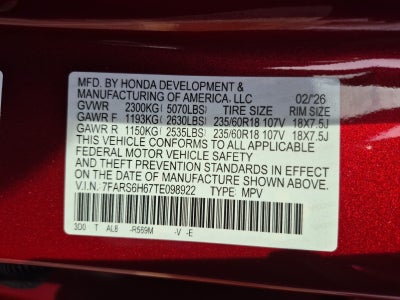 MFD. BY HONDA DEVELOPMENT &
MANUFACTURING OF AMERICA, LLC 02/'26
GVWR 2300KG ( 5070LBS) TIRE SIZE RIM SIZE
GAWR F 1193KG ( 2630LBS) 235/60R18 107V 18X7.5J
GAWR R 1150KG ( 2535LBS) 235/60R18 107V 18X7.5J
THIS VEHICLE CONFORMS TO ALL APPLICABLE
FEDERAL MOTOR VEHICLE SAFETY
AND THEFT PREVENTION STANDARDS IN EFFECT
ON THE DATE OF MANUFACTURE SHOWN ABOVE.
V.I.N.: 7FARS6H67TE098922 TYPE: MPV
3D0 T AL8 -R569M -V -E